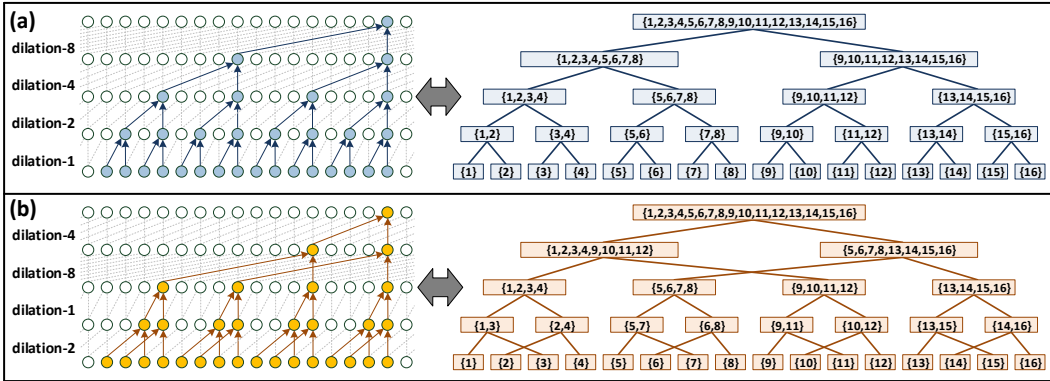 (a)
dilation-8
dilation-4
dilation-2
dilation-1
{1,2,3,4,5,6,7,8,9,10,11,12,13,14,15,16}
{1,2,3,4,5,6,7,8} {9,10,11,12,13,14,15,16}
{1,2,3,4} {5,6,7,8} {9,10,11,12} {13,14,15,16}
{1,2} {3,4} {5,6} {7,8} {9,10} {11,12} {13,14} {15,16}
{1} {2} {3} {4} {5} {6} {7} {8} {9} {10} {11} {12} {13} {14} {15} {16}
(b)
dilation-4
dilation-8
dilation-1
dilation-2
{1,2,3,4,5,6,7,8,9,10,11,12,13,14,15,16}
{1,2,3,4,9,10,11,12} {5,6,7,8,13,14,15,16}
{1,2,3,4} {5,6,7,8} {9,10,11,12} {13,14,15,16}
{1,3} {2,4} {5,7} {6,8} {9,11} {10,12} {13,15} {14,16}
{1} {2} {3} {4} {5} {6} {7} {8} {9} {10} {11} {12} {13} {14} {15} {16}